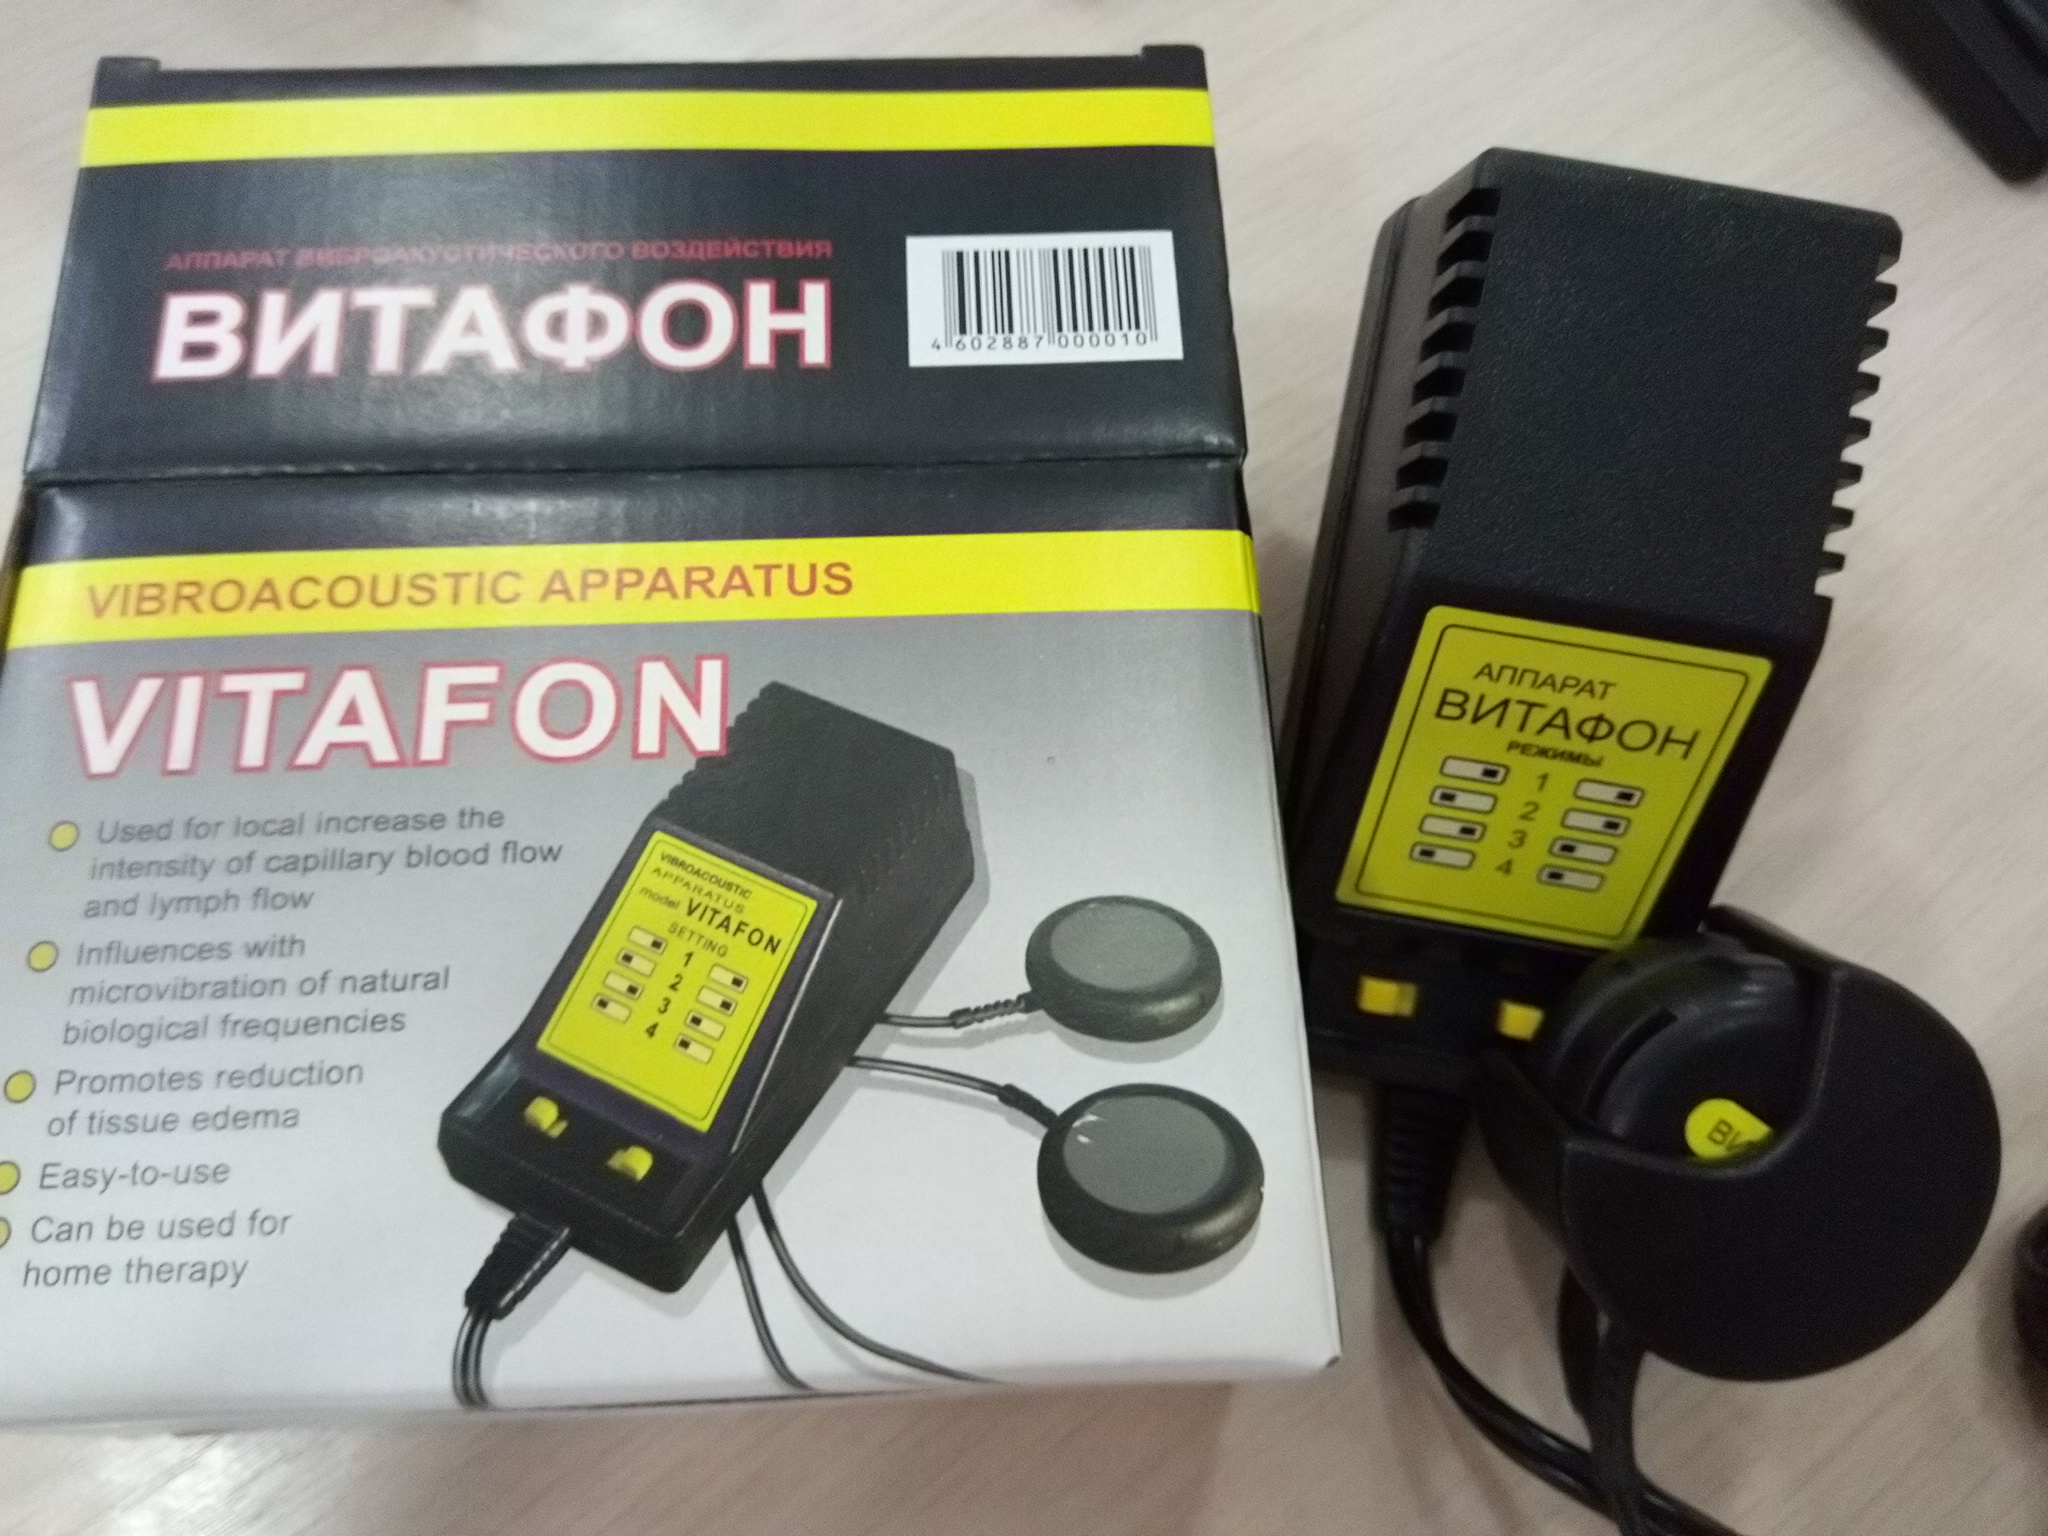 АППАРАТ ВИБРОАКУСТИЧЕСКОГО ВОЗДЕЙСТВИЯ
ВИТАФОН
4 602887 000010
VIBROACOUSTIC APPARATUS
VITAFON
Used for local increase the
intensity of capillary blood flow
and lymph flow
Influences with
microvibration of natural
biological frequencies
Promotes reduction
of tissue edema
Easy-to-use
Can be used for
home therapy
VIBROACOUSTIC
APPARATUS
model VITAFON
SETTING
1
2
3
4
АППАРАТ
ВИТАФОН
РЕЖИМЫ
1
2
3
4
ВИ